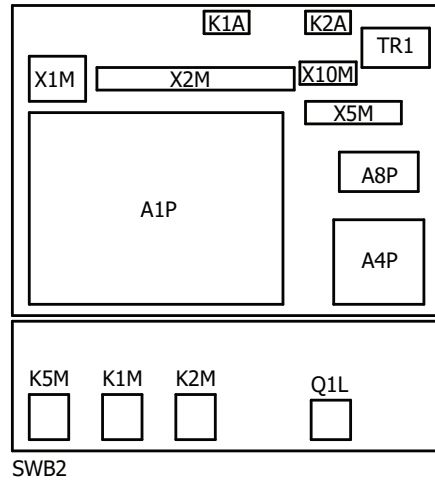 K1A K2A
TR1
X1M X2M X10M
X5M
A8P
A1P
A4P
K5M K1M K2M Q1L
SWB2